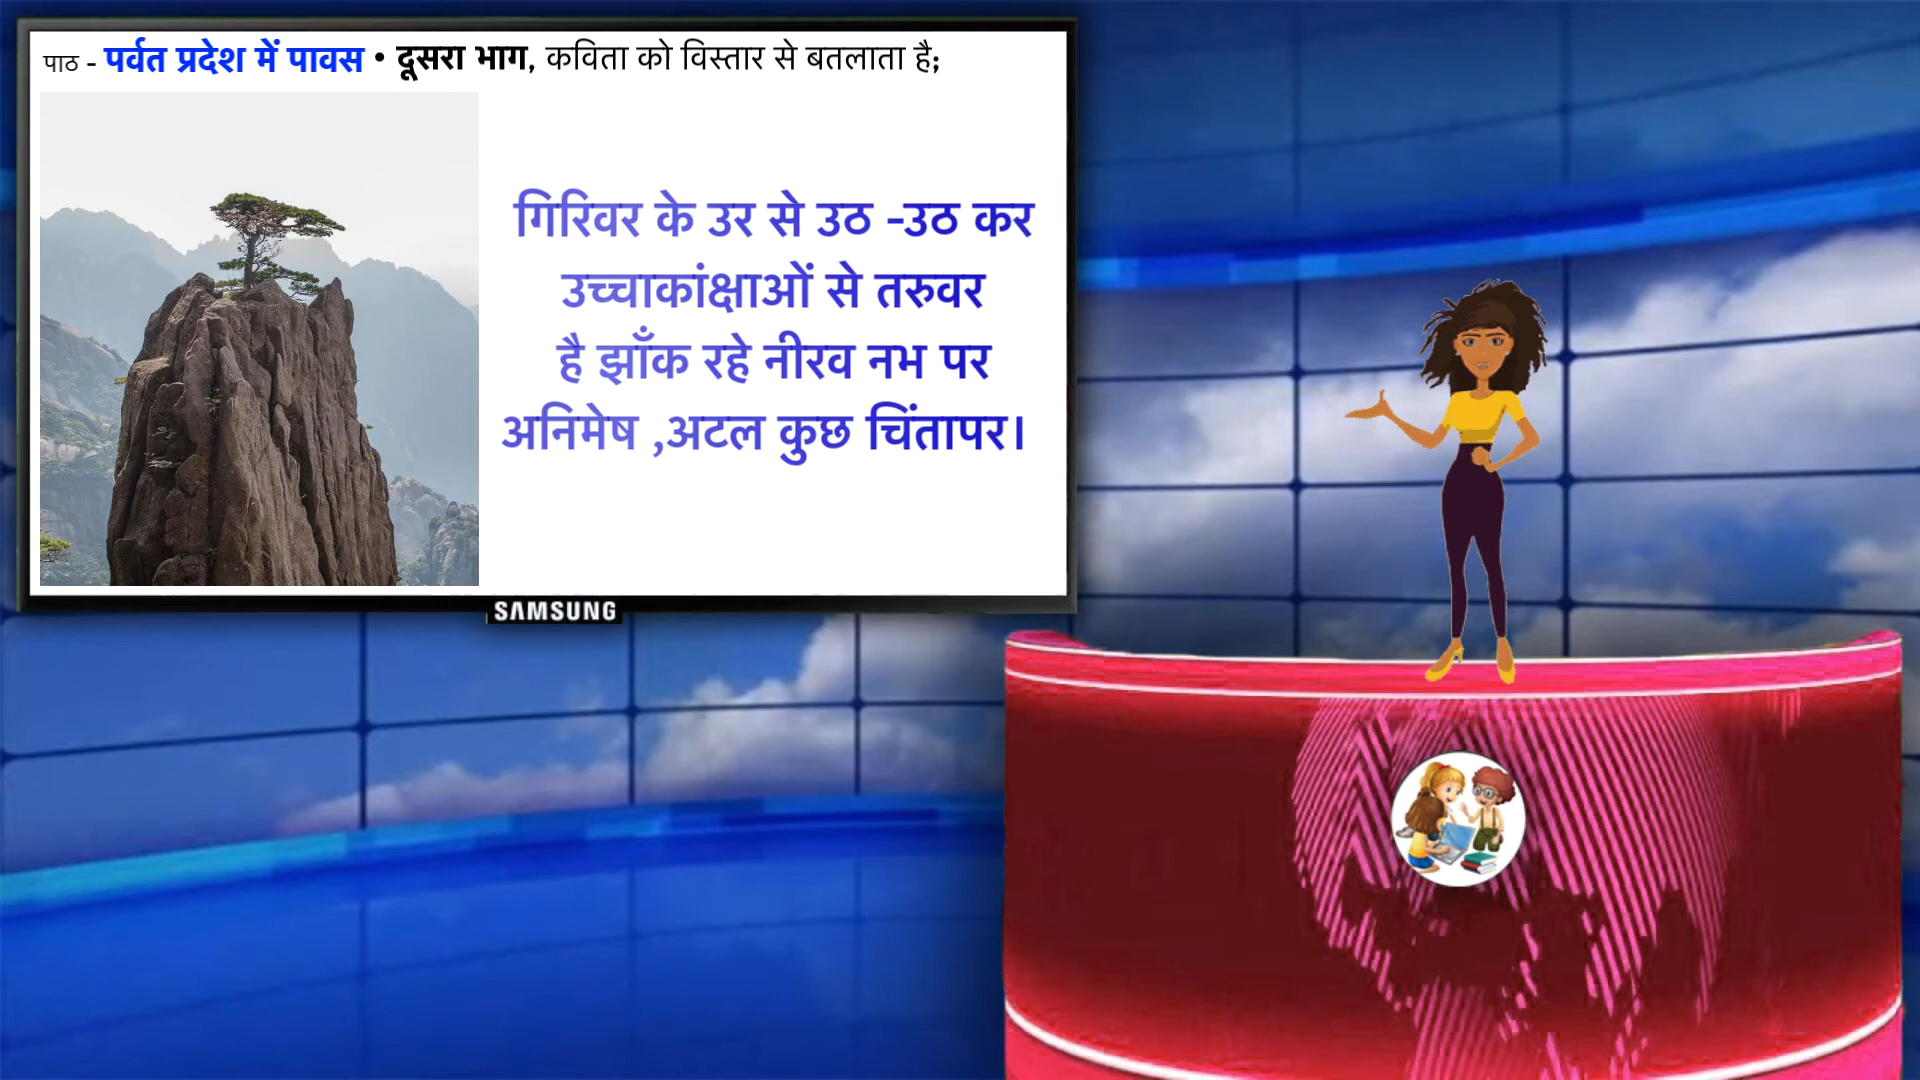 पाठ - पर्वत प्रदेश में पावस • दूसरा भाग, कविता को विस्तार से बतलाता है;
गिरिवर के उर से उठ -उठ कर
उच्चाकांक्षाओं से तरुवर
है झाँक रहे नीरव नभ पर
अनिमेष ,अटल कुछ चिंतापर।
SAMSUNG